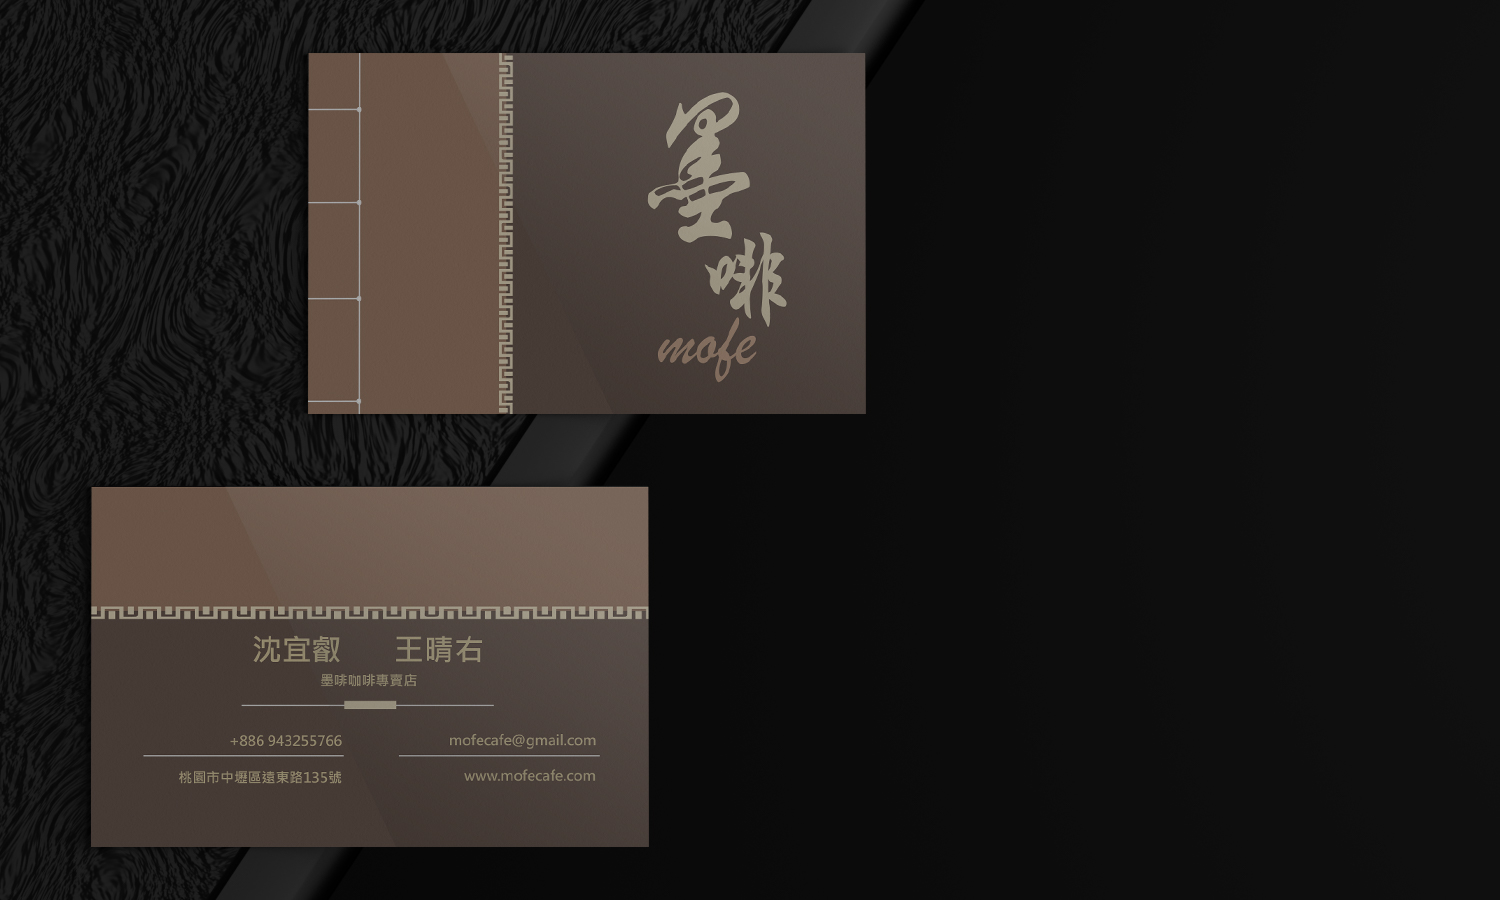 墨
啡
mofe
沈宜叡 王晴右
墨啡咖啡專賣店
+886 943255766
mofecafe@gmail.com
桃園市中壢區遠東路135號
www.mofecafe.com